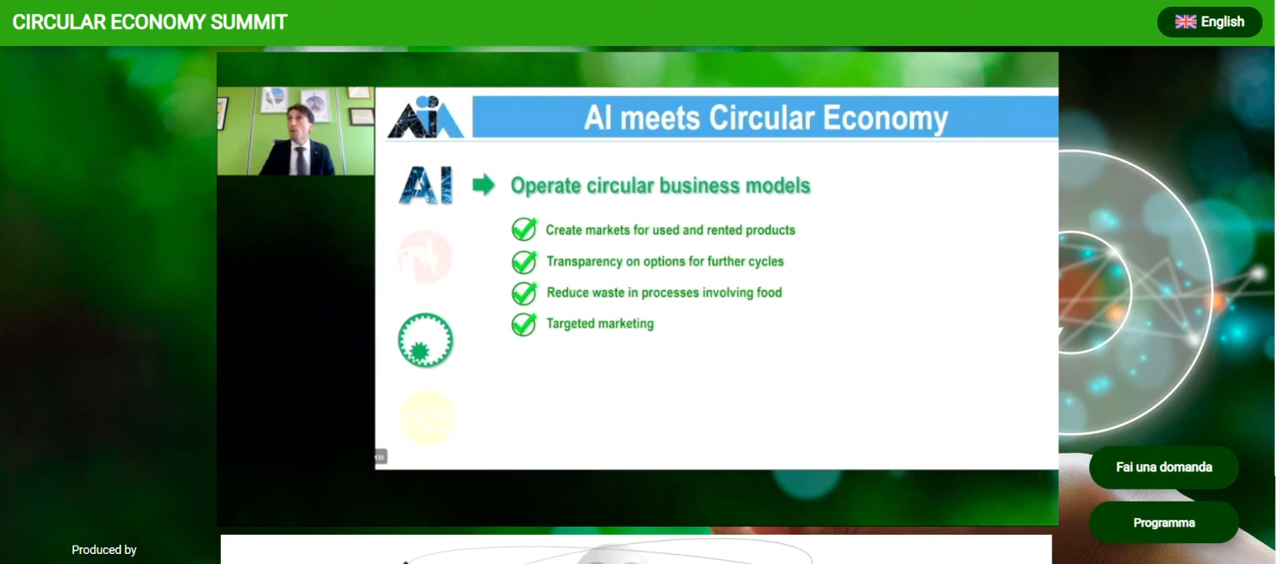 CIRCULAR ECONOMY SUMMIT
English
AIA
AI meets Circular Economy
AI
Operate circular business models
Create markets for used and rented products
Transparency on options for further cycles
Reduce waste in processes involving food
Targeted marketing
Fai una domanda
Programma
Produced by